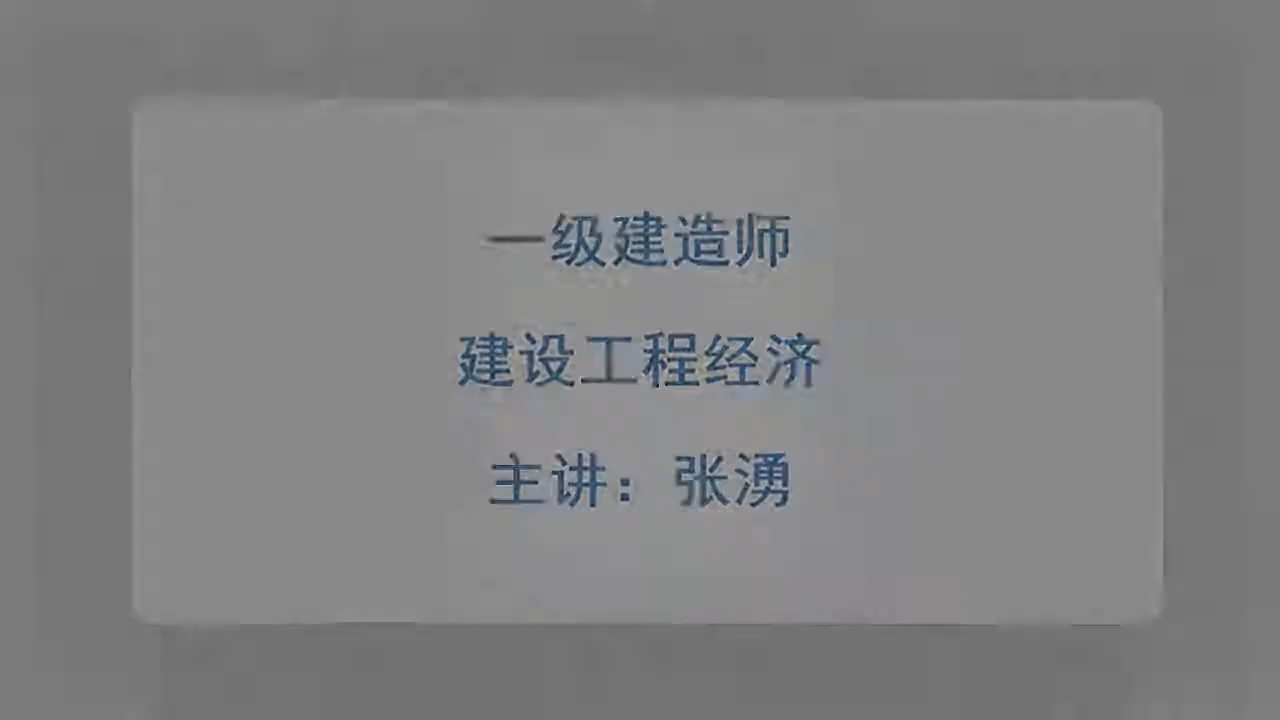 一级建造师
建设工程经济
主讲：张湧